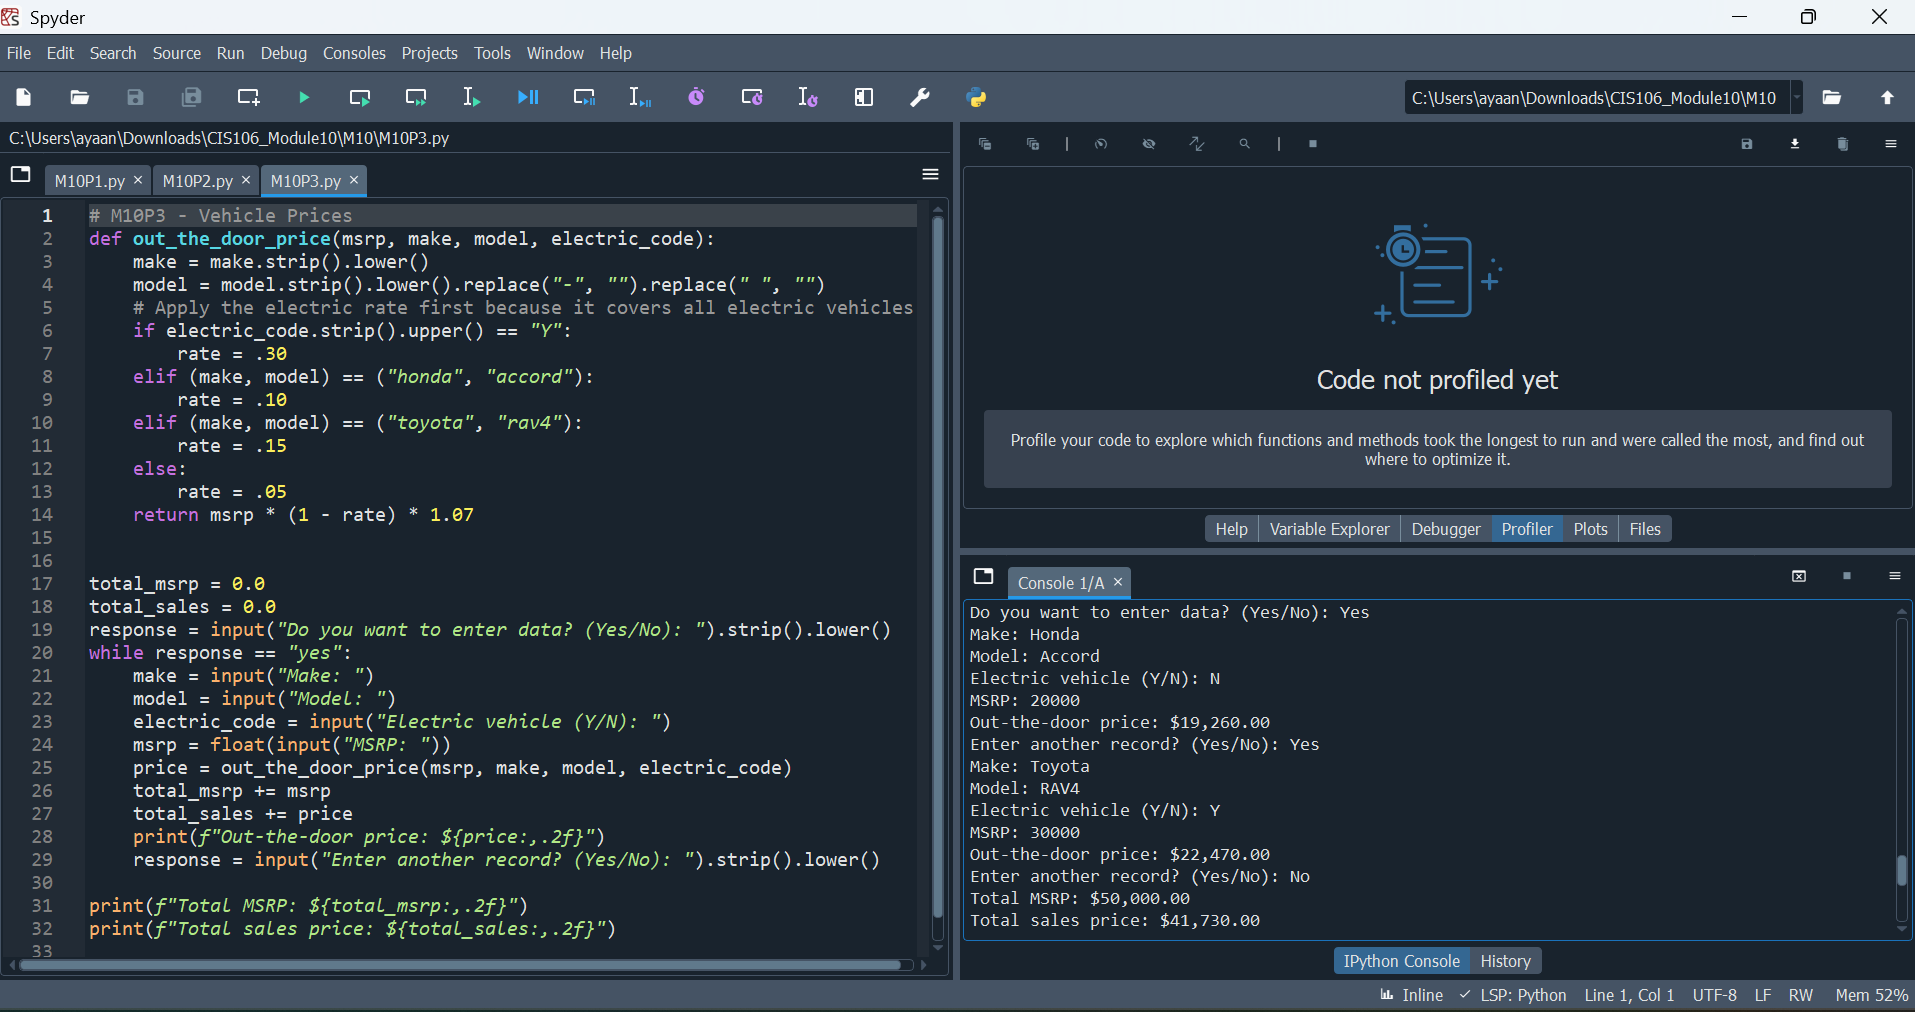 Spyder
File Edit Search Source Run Debug Consoles Projects Tools Window Help
C:\Users\ayaan\Downloads\CIS106_Module10\M10
C:\Users\ayaan\Downloads\CIS106_Module10\M10\M10P3.py
M10P1.py M10P2.py M10P3.py
1 # M10P3 - Vehicle Prices
2 def out_the_door_price(msrp, make, model, electric_code):
3     make = make.strip().lower()
4     model = model.strip().lower().replace("-", "").replace(" ", "")
5     # Apply the electric rate first because it covers all electric vehicles
6     if electric_code.strip().upper() == "Y":
7         rate = .30
8     elif (make, model) == ("honda", "accord"):
9         rate = .10
10     elif (make, model) == ("toyota", "rav4"):
11         rate = .15
12     else:
13         rate = .05
14     return msrp * (1 - rate) * 1.07
15
16
17 total_msrp = 0.0
18 total_sales = 0.0
19 response = input("Do you want to enter data? (Yes/No): ").strip().lower()
20 while response == "yes":
21     make = input("Make: ")
22     model = input("Model: ")
23     electric_code = input("Electric vehicle (Y/N): ")
24     msrp = float(input("MSRP: "))
25     price = out_the_door_price(msrp, make, model, electric_code)
26     total_msrp += msrp
27     total_sales += price
28     print(f"Out-the-door price: ${price:,.2f}")
29     response = input("Enter another record? (Yes/No): ").strip().lower()
30
31 print(f"Total MSRP: ${total_msrp:,.2f}")
32 print(f"Total sales price: ${total_sales:,.2f}")
33
Code not profiled yet
Profile your code to explore which functions and methods took the longest to run and were called the most, and find out
where to optimize it.
Help Variable Explorer Debugger Profiler Plots Files
Console 1/A
Do you want to enter data? (Yes/No): Yes
Make: Honda
Model: Accord
Electric vehicle (Y/N): N
MSRP: 20000
Out-the-door price: $19,260.00
Enter another record? (Yes/No): Yes
Make: Toyota
Model: RAV4
Electric vehicle (Y/N): Y
MSRP: 30000
Out-the-door price: $22,470.00
Enter another record? (Yes/No): No
Total MSRP: $50,000.00
Total sales price: $41,730.00
IPython Console History
Inline LSP: Python Line 1, Col 1 UTF-8 LF RW Mem 52%